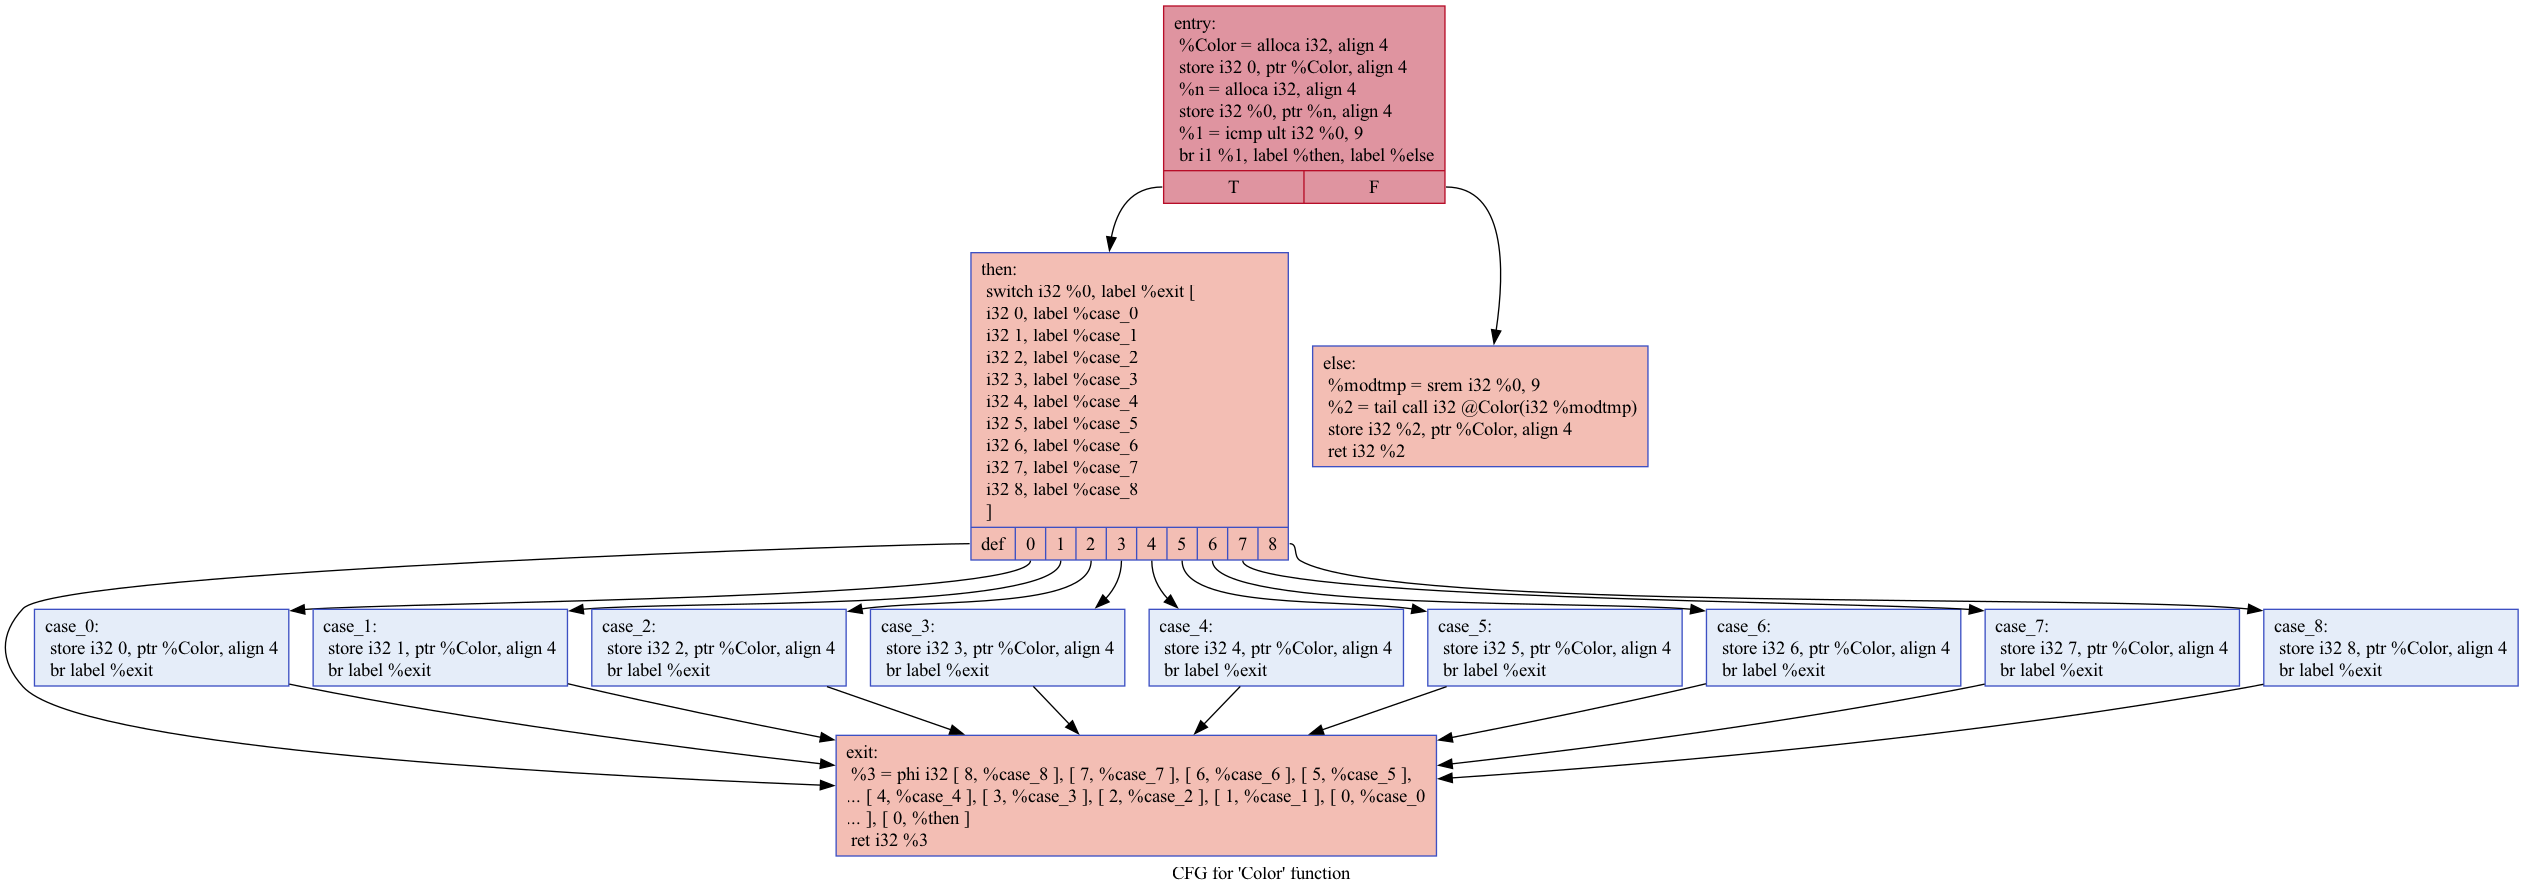 entry:
%Color = alloca i32, align 4
store i32 0, ptr %Color, align 4
%n = alloca i32, align 4
store i32 %0, ptr %n, align 4
%1 = icmp ult i32 %0, 9
br i1 %1, label %then, label %else
T F
then:
switch i32 %0, label %exit [
i32 0, label %case_0
i32 1, label %case_1
i32 2, label %case_2
i32 3, label %case_3
i32 4, label %case_4
i32 5, label %case_5
i32 6, label %case_6
i32 7, label %case_7
i32 8, label %case_8
]
def 0 1 2 3 4 5 6 7 8
else:
%modtmp = srem i32 %0, 9
%2 = tail call i32 @Color(i32 %modtmp)
store i32 %2, ptr %Color, align 4
ret i32 %2
case_0:
store i32 0, ptr %Color, align 4
br label %exit
case_1:
store i32 1, ptr %Color, align 4
br label %exit
case_2:
store i32 2, ptr %Color, align 4
br label %exit
case_3:
store i32 3, ptr %Color, align 4
br label %exit
case_4:
store i32 4, ptr %Color, align 4
br label %exit
case_5:
store i32 5, ptr %Color, align 4
br label %exit
case_6:
store i32 6, ptr %Color, align 4
br label %exit
case_7:
store i32 7, ptr %Color, align 4
br label %exit
case_8:
store i32 8, ptr %Color, align 4
br label %exit
exit:
%3 = phi i32 [ 8, %case_8 ], [ 7, %case_7 ], [ 6, %case_6 ], [ 5, %case_5 ],
... [ 4, %case_4 ], [ 3, %case_3 ], [ 2, %case_2 ], [ 1, %case_1 ], [ 0, %case_0
... ], [ 0, %then ]
ret i32 %3
CFG for 'Color' function